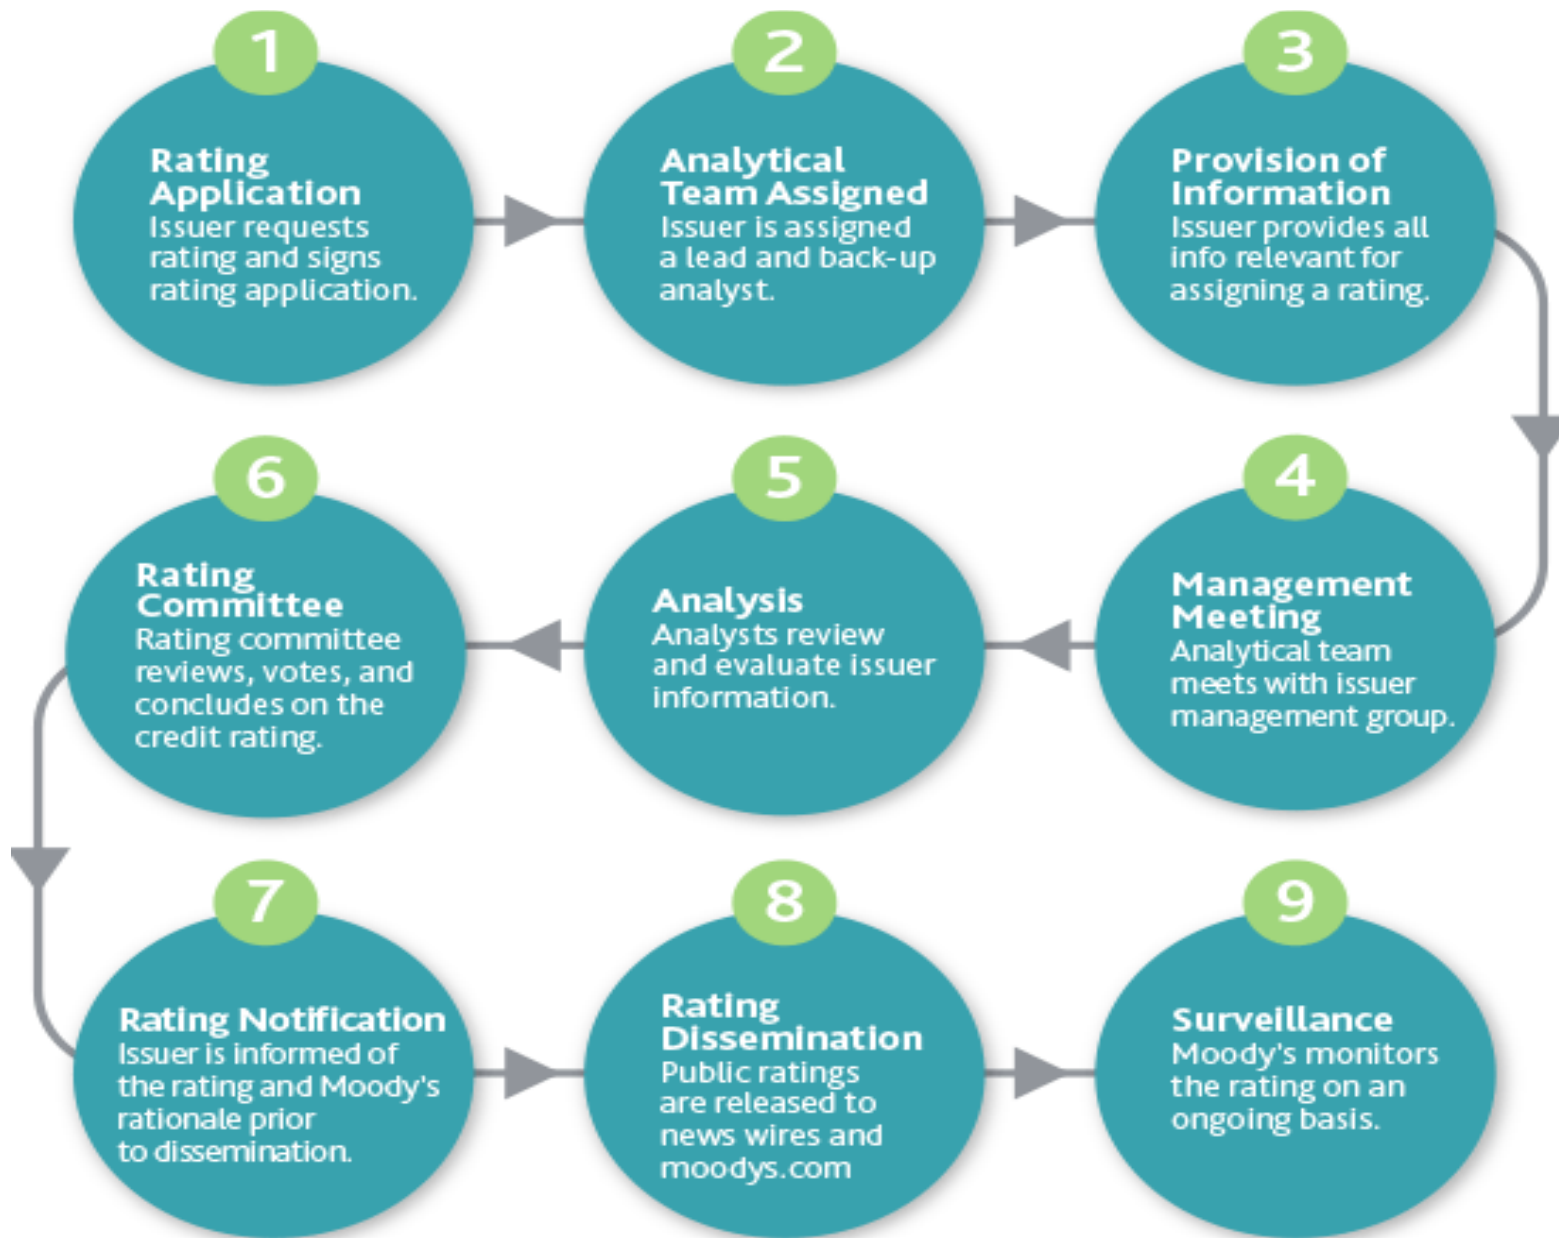 1
Rating
Application
Issuer requests
rating and signs
rating application.
2
Analytical
Team Assigned
Issuer is assigned
a lead and back-up
analyst.
3
Provision of
Information
Issuer provides all
info relevant for
assigning a rating.
4
Management
Meeting
Analytical team
meets with issuer
management group.
5
Analysis
Analysts review
and evaluate issuer
information.
6
Rating
Committee
Rating committee
reviews, votes, and
concludes on the
credit rating.
7
Rating Notification
Issuer is informed of
the rating and Moody's
rationale prior
to dissemination.
8
Rating
Dissemination
Public ratings
are released to
news wires and
moodys.com
9
Surveillance
Moody's monitors
the rating on an
ongoing basis.